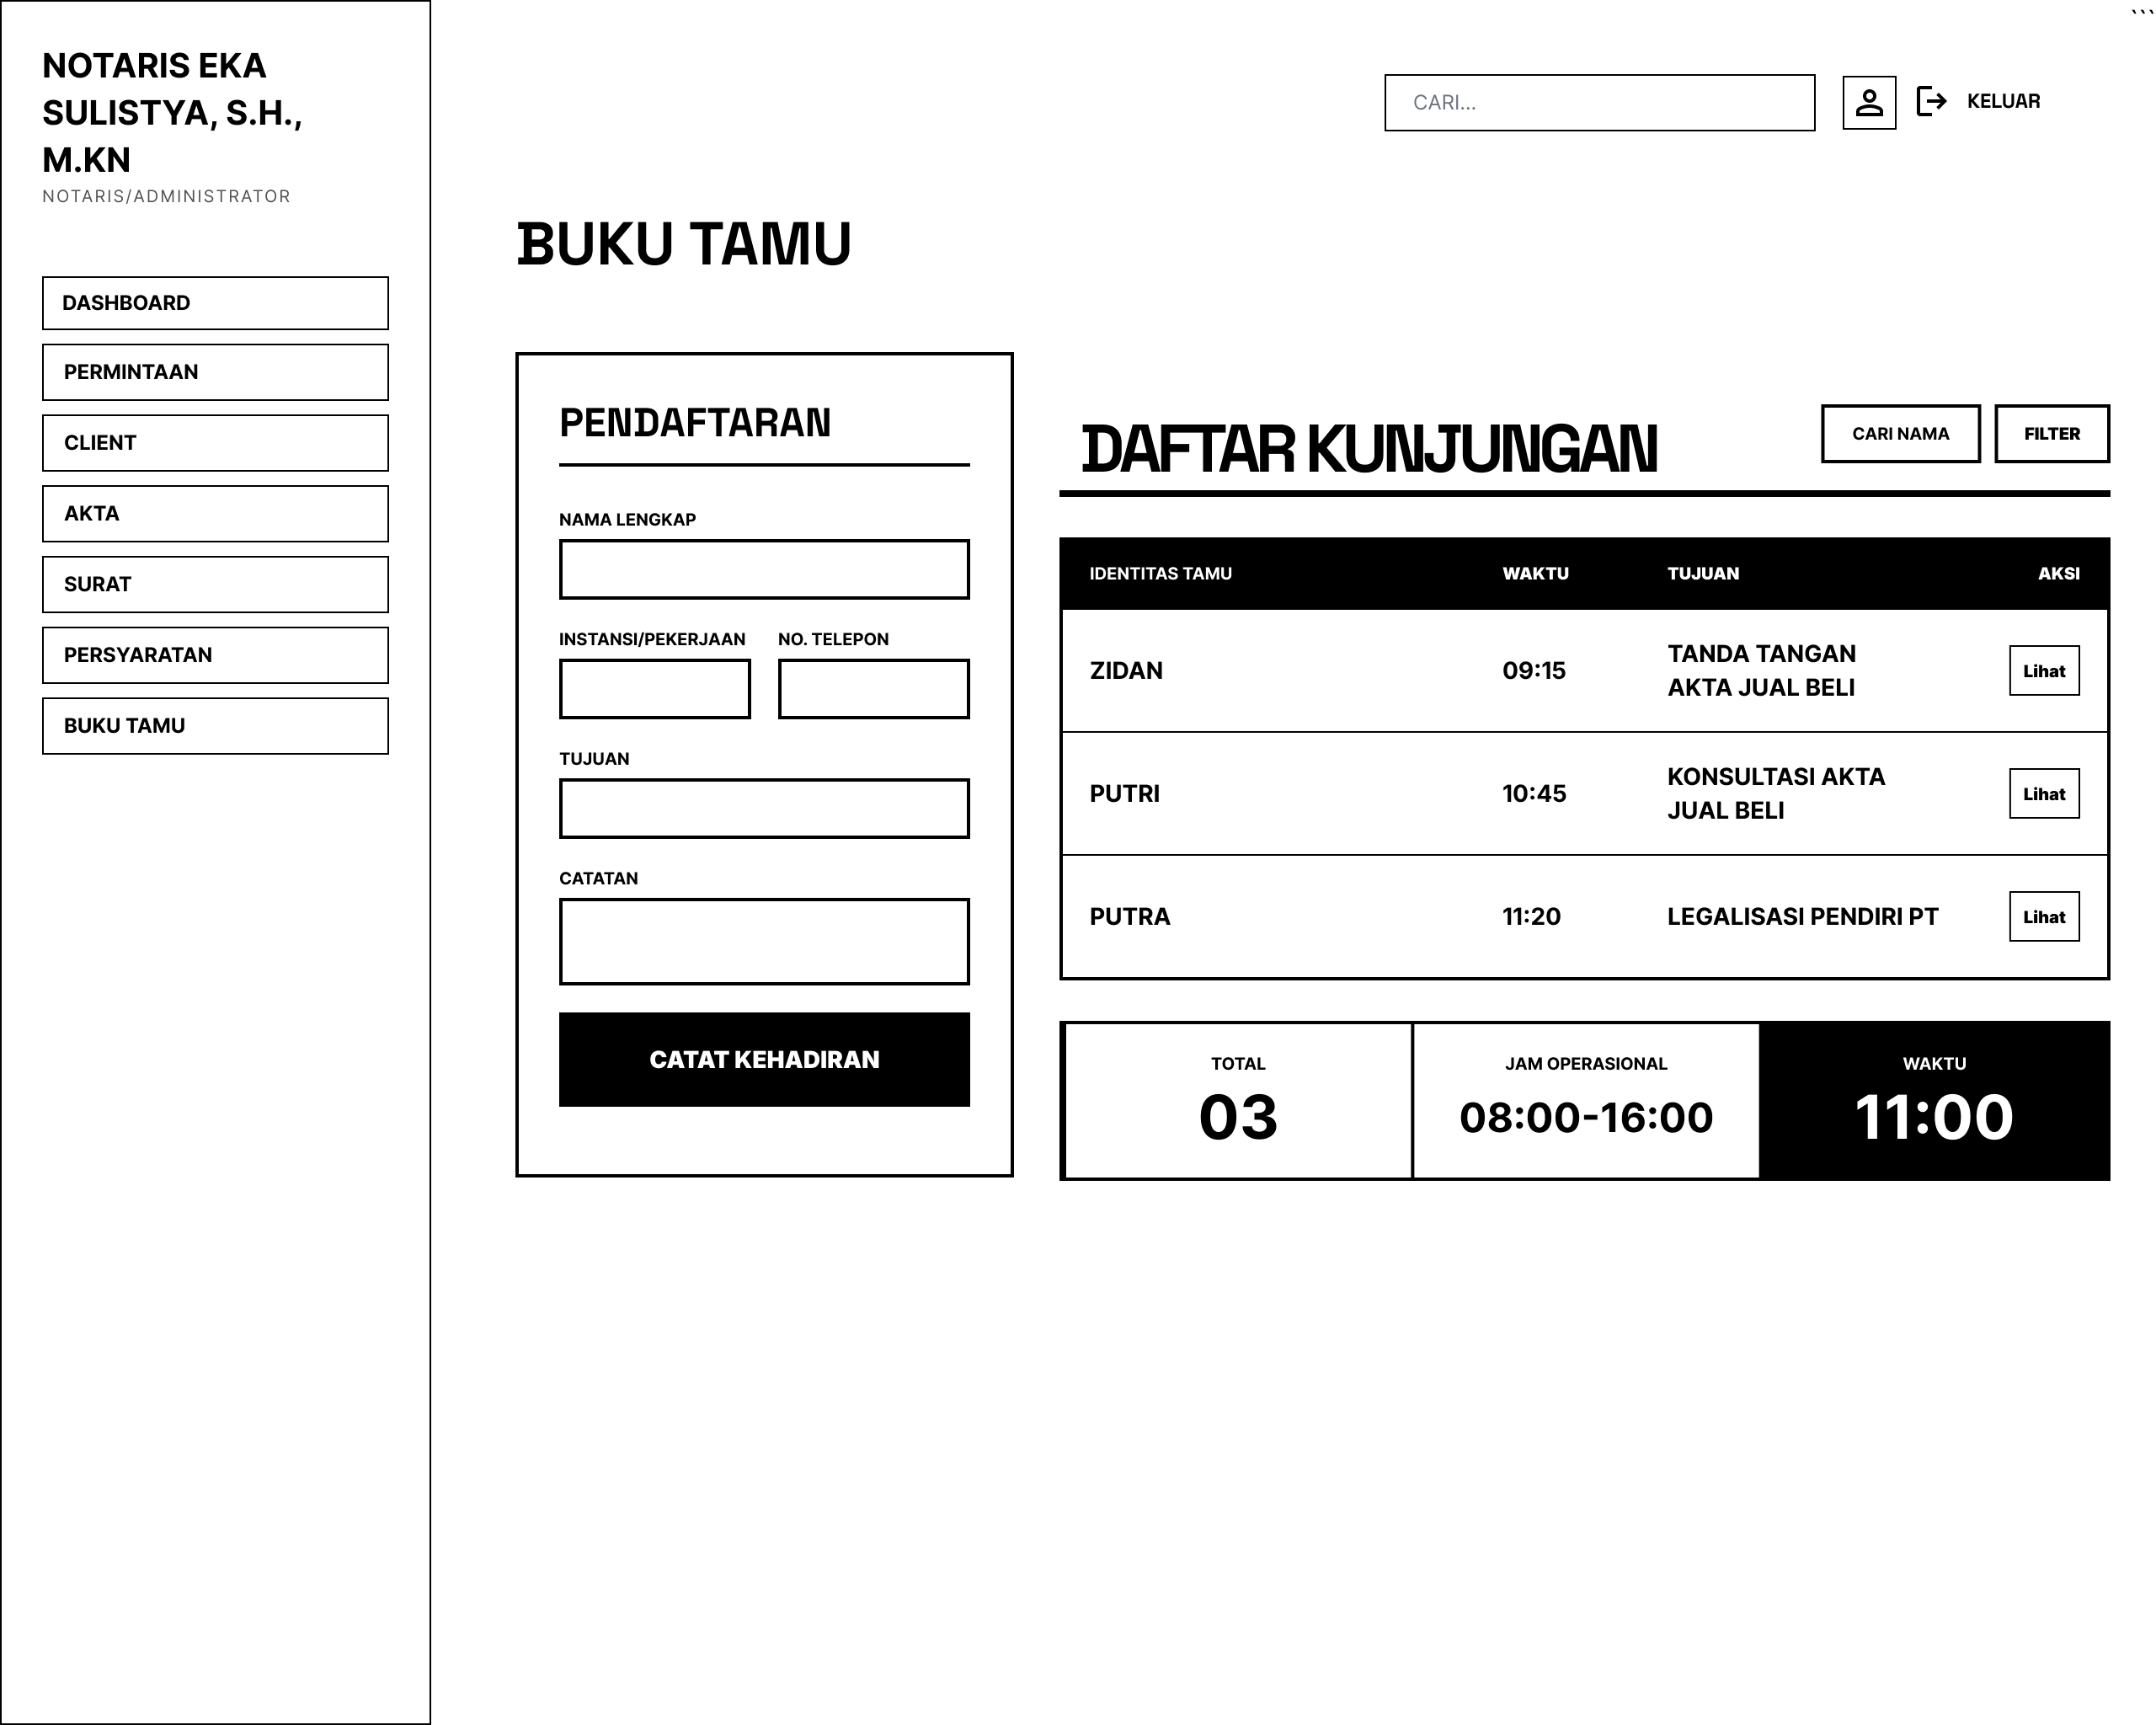 NOTARIS EKA
SULISTYA, S.H.,
M.KN
NOTARIS/ADMINISTRATOR
DASHBOARD
PERMINTAAN
CLIENT
AKTA
SURAT
PERSYARATAN
BUKU TAMU
```
CARI...
KELUAR
BUKU TAMU
PENDAFTARAN
NAMA LENGKAP
INSTANSI/PEKERJAAN NO. TELEPON
TUJUAN
CATATAN
CATAT KEHADIRAN
DAFTAR KUNJUNGAN
CARI NAMA
FILTER
IDENTITAS TAMU WAKTU TUJUAN AKSI
ZIDAN 09:15 TANDA TANGAN
AKTA JUAL BELI Lihat
PUTRI 10:45 KONSULTASI AKTA
JUAL BELI Lihat
PUTRA 11:20 LEGALISASI PENDIRI PT Lihat
TOTAL
03
JAM OPERASIONAL
08:00-16:00
WAKTU
11:00